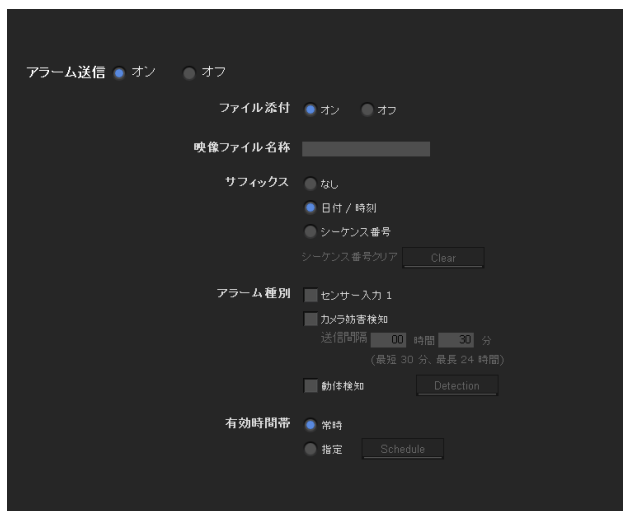 アラーム送信 オン オフ
ファイル添付 オン オフ
映像ファイル名称
サフィックス なし
日付 / 時刻
シーケンス番号
シーケンス番号クリア Clear
アラーム種別 センサー入力 1
カメラ妨害検知
送信間隔 00 時間 30 分
(最短 30 分、最長 24 時間)
動体検知 Detection
有効時間帯 常時
指定 Schedule